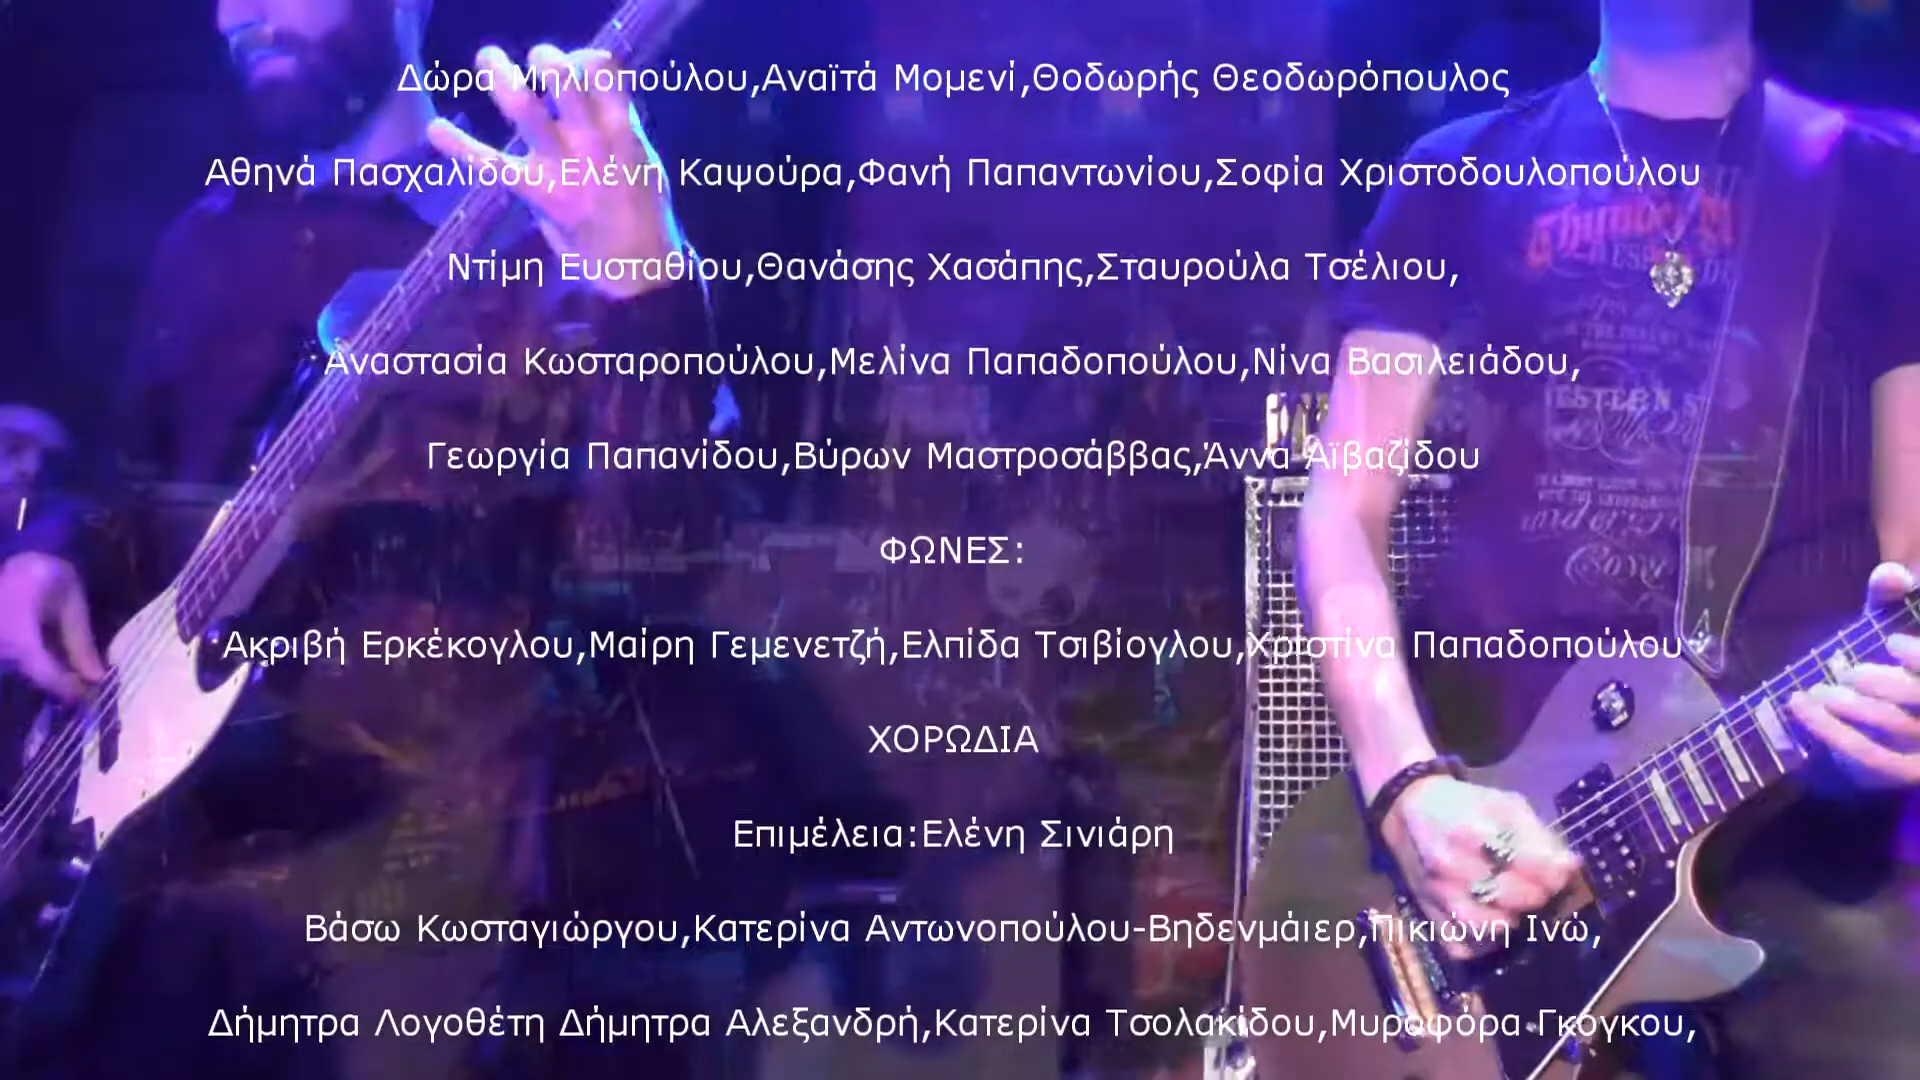 Δώρα Μηλιοπούλου,Αναϊτά Μομενί,Θοδωρής Θεοδωρόπουλος
Αθηνά Πασχαλίδου,Ελένη Καψούρα,Φανή Παπαντωνίου,Σοφία Χριστοδουλοπούλου
Ντίμη Ευσταθίου,Θανάσης Χασάπης,Σταυρούλα Τσέλιου,
Αναστασία Κωσταροπούλου,Μελίνα Παπαδοπούλου,Νίνα Βασιλειάδου,
Γεωργία Παπανίδου,Βύρων Μαστροσάββας,Άννα Αϊβαζίδου
ΦΩΝΕΣ:
Ακριβή Ερκέκογλου,Μαίρη Γεμενετζή,Ελπίδα Τσιβίογλου,Χριστίνα Παπαδοπούλου
ΧΟΡΩΔΙΑ
Επιμέλεια:Ελένη Σινιάρη
Βάσω Κωσταγιώργου,Κατερίνα Αντωνοπούλου-Βηδενμάιερ,Πικιώνη Ινώ,
Δήμητρα Λογοθέτη Δήμητρα Αλεξανδρή,Κατερίνα Τσολακίδου,Μυροφόρα Γκόγκου,